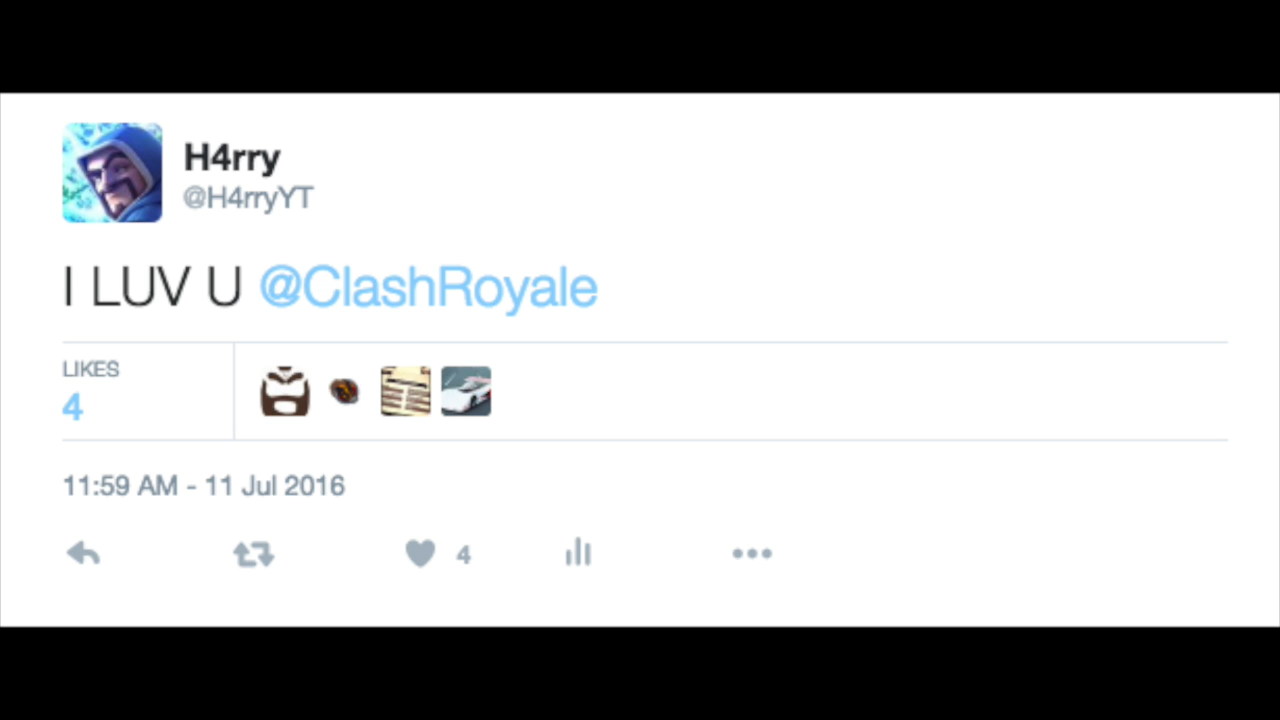 H4rry
@H4rryYT
I LUV U @ClashRoyale
LIKES
4
11:59 AM - 11 Jul 2016
4